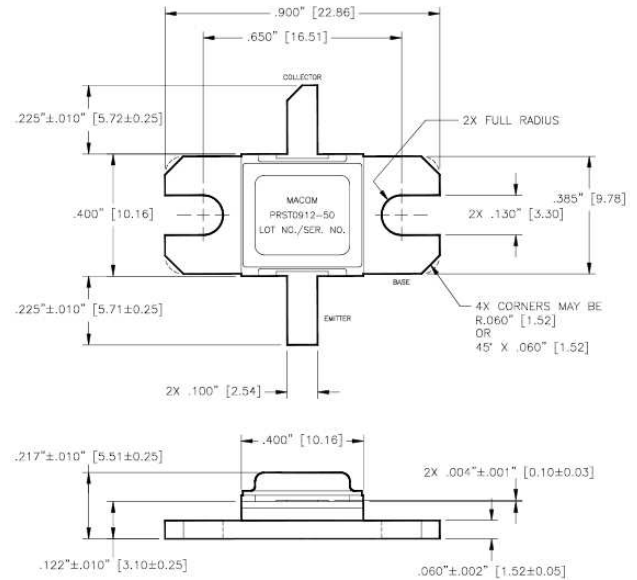 .900" [22.86]
.650" [16.51]
COLLECTOR
.225"±.010" [5.72±0.25]
2X FULL RADIUS
MACOM
PRST0912-50
LOT NO./SER. NO.
.400" [10.16]
.385" [9.78]
2X .130" [3.30]
BASE
.225"±.010" [5.71±0.25]
EMITTER
4X CORNERS MAY BE
R.060" [1.52]
OR
45° X .060" [1.52]
2X .100" [2.54]
.400" [10.16]
.217"±.010" [5.51±0.25]
2X .004"±.001" [0.10±0.03]
.122"±.010" [3.10±0.25]
.060"±.002" [1.52±0.05]